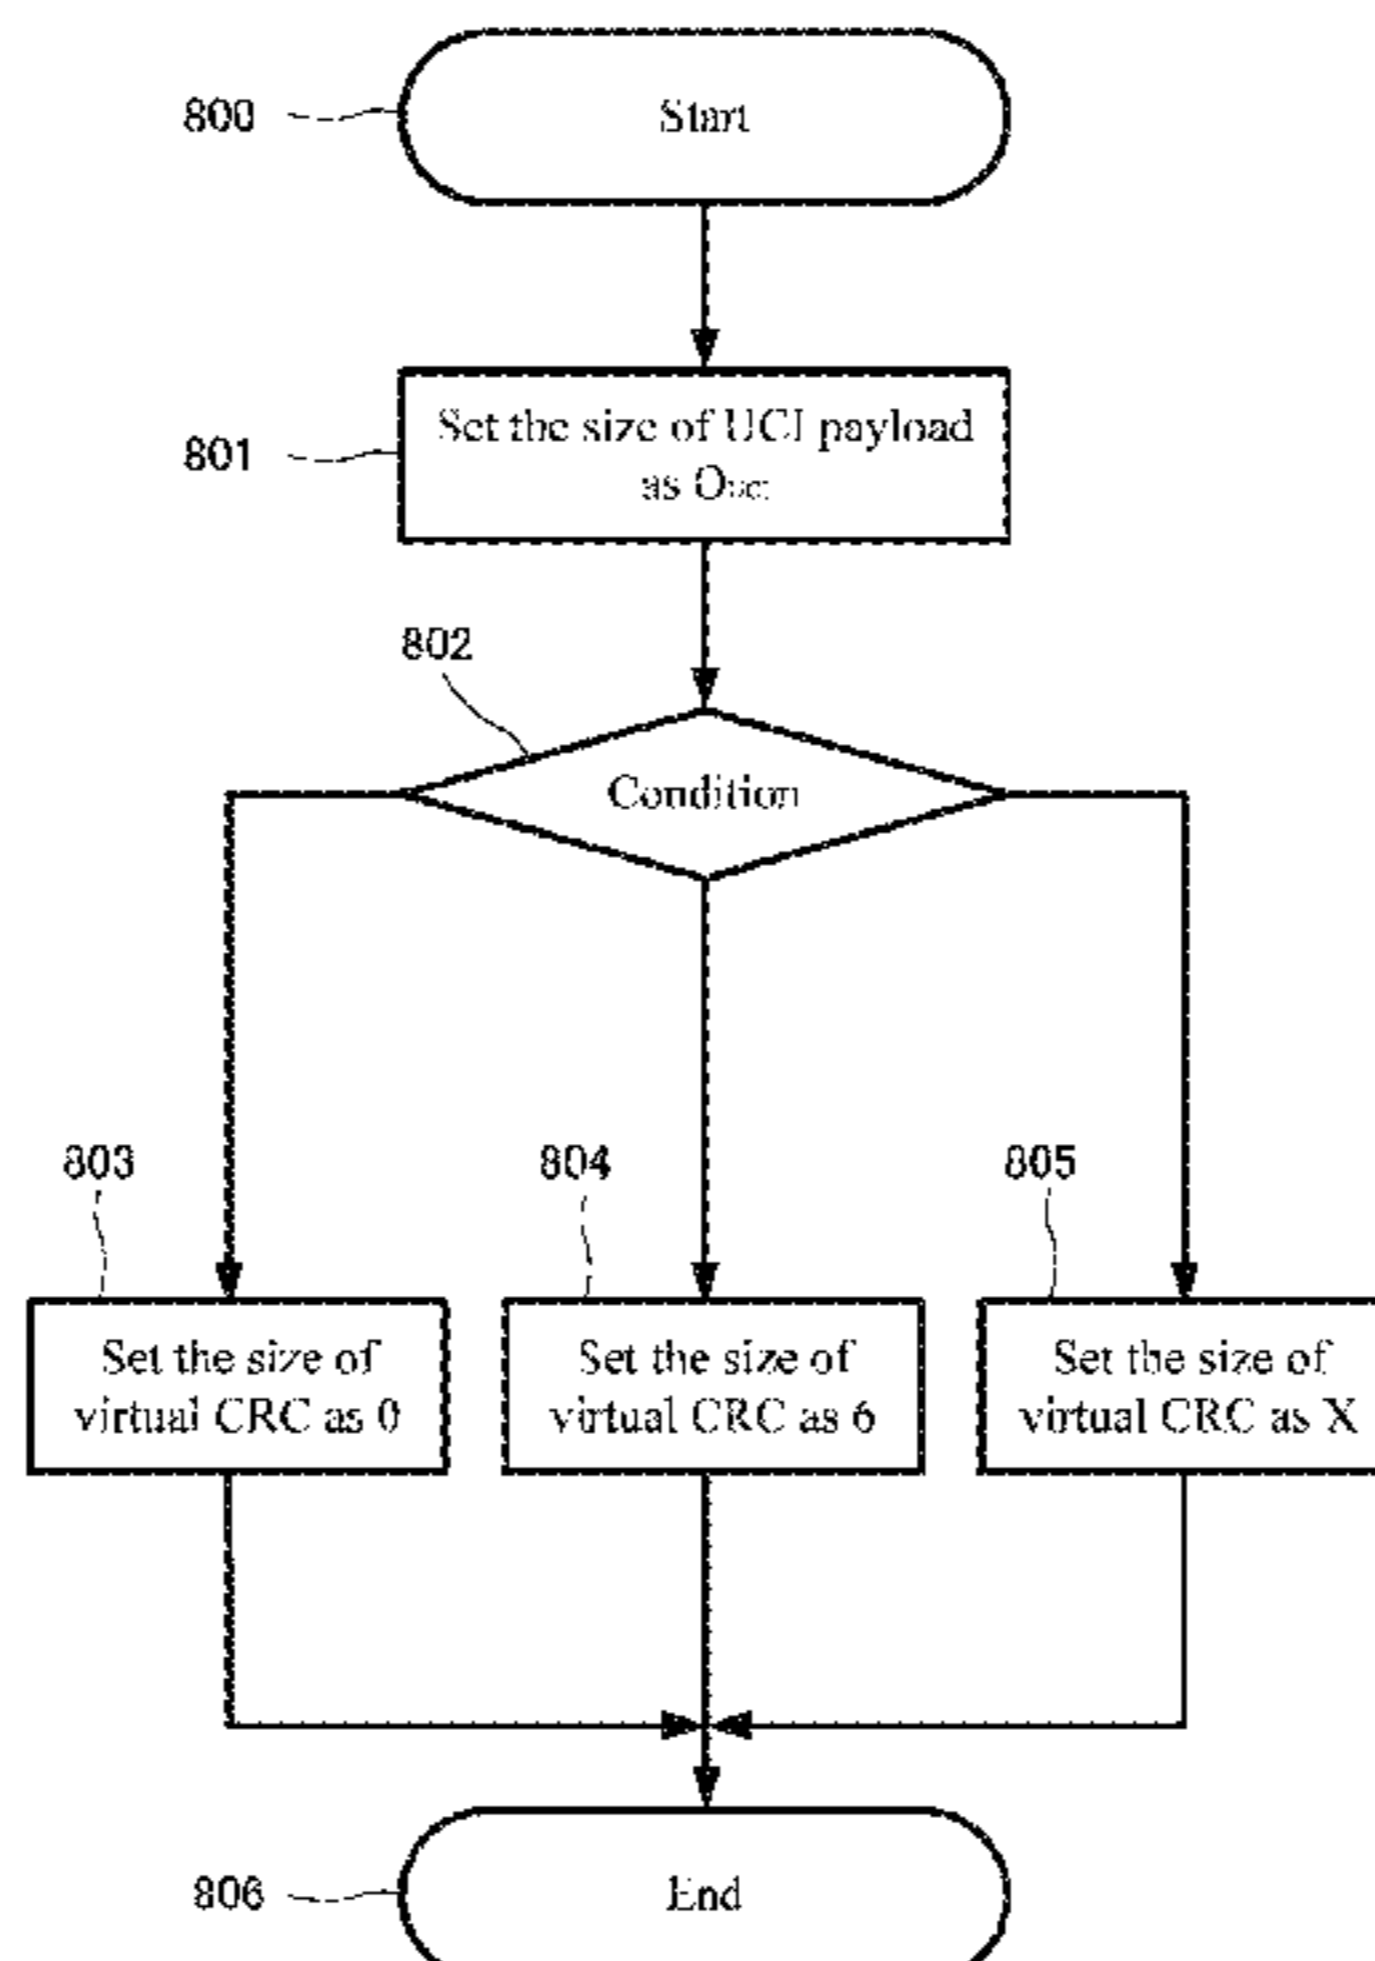 800
Start
801
Set the size of UCI payload
as Ouci
802
Condition
803
804
805
Set the size of
virtual CRC as 0
Set the size of
virtual CRC as 6
Set the size of
virtual CRC as X
806
End